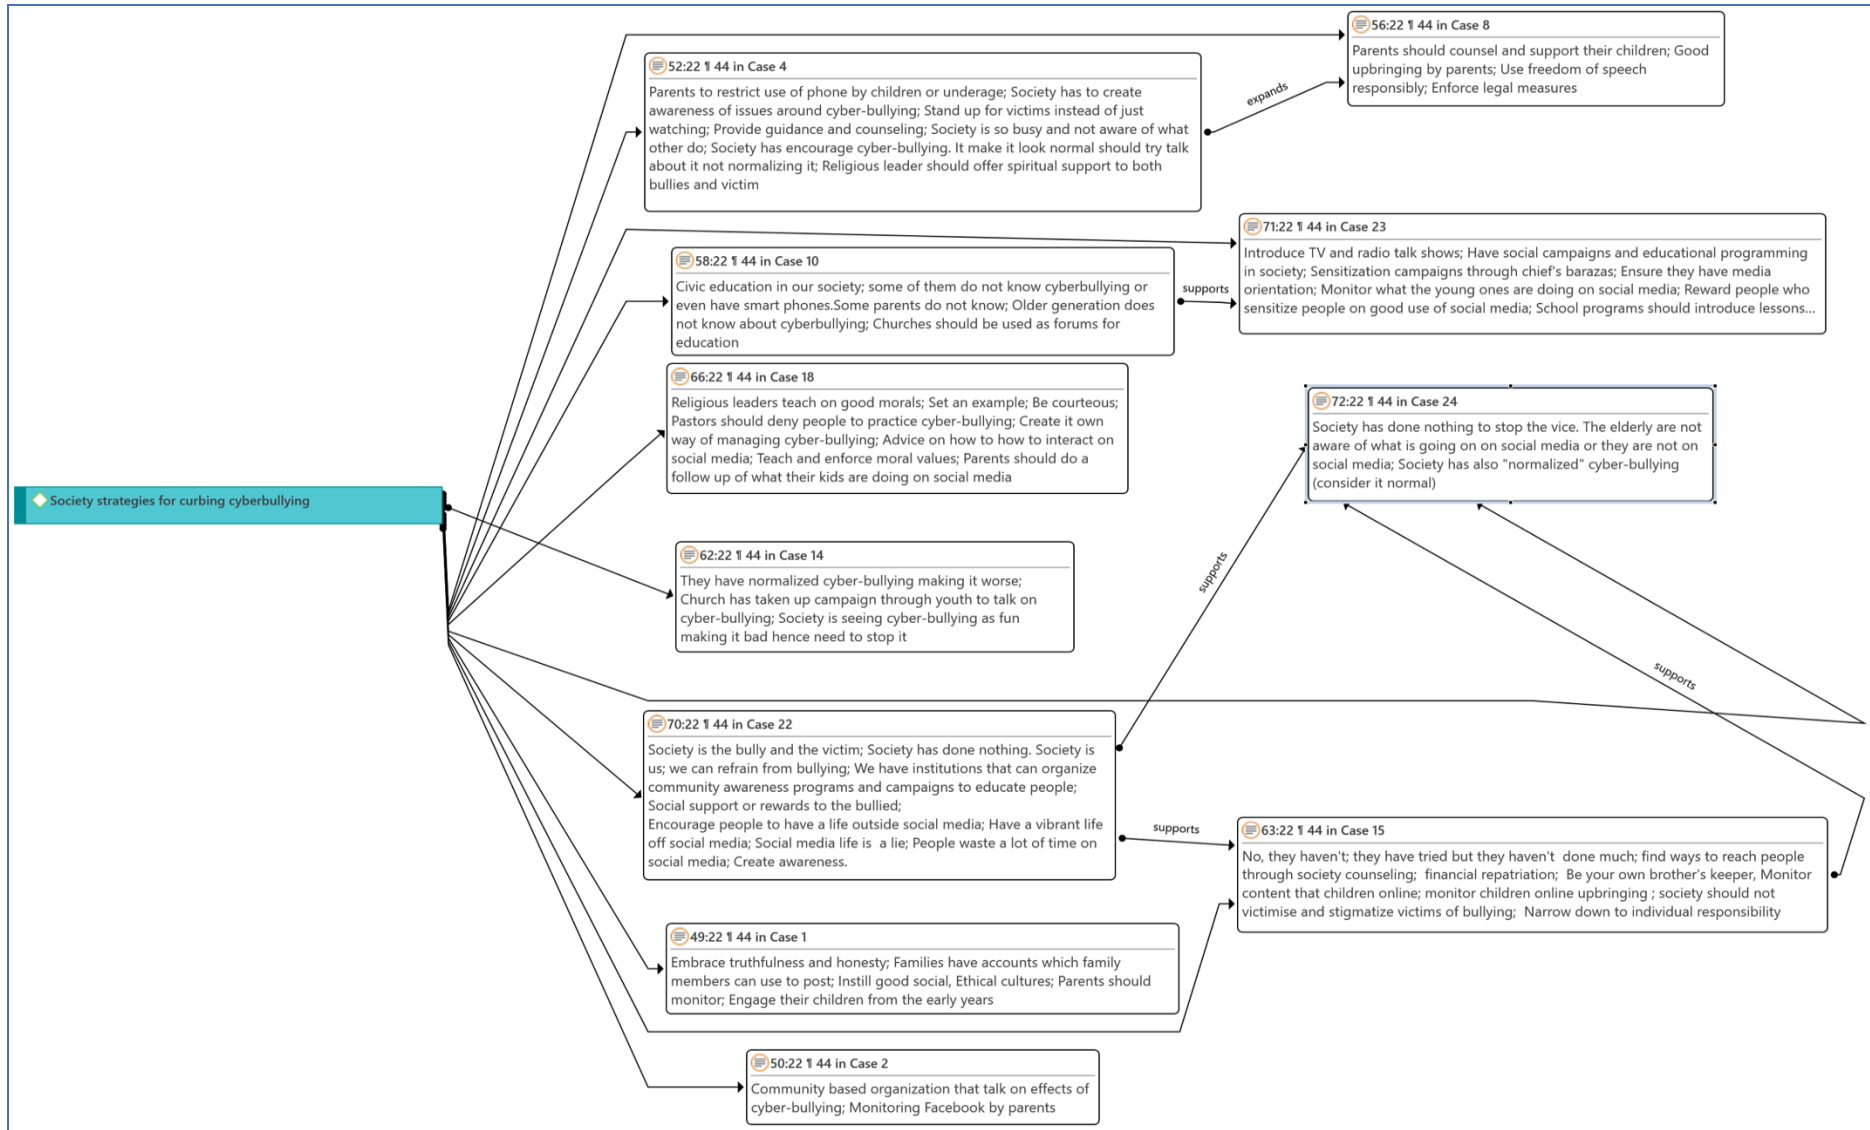 Society strategies for curbing cyberbullying
52:22 ¶ 44 in Case 4
Parents to restrict use of phone by children or underage; Society has to create
awareness of issues around cyber-bullying; Stand up for victims instead of just
watching; Provide guidance and counseling; Society is so busy and not aware of what
other do; Society has encourage cyber-bullying. It make it look normal should try talk
about it not normalizing it; Religious leader should offer spiritual support to both
bullies and victim
expands
56:22 ¶ 44 in Case 8
Parents should counsel and support their children; Good
upbringing by parents; Use freedom of speech
responsibly; Enforce legal measures
58:22 ¶ 44 in Case 10
Civic education in our society; some of them do not know cyberbullying or
even have smart phones.Some parents do not know; Older generation does
not know about cyberbullying; Churches should be used as forums for
education
supports
71:22 ¶ 44 in Case 23
Introduce TV and radio talk shows; Have social campaigns and educational programming
in society; Sensitization campaigns through chief's barazas; Ensure they have media
orientation; Monitor what the young ones are doing on social media; Reward people who
sensitize people on good use of social media; School programs should introduce lessons...
66:22 ¶ 44 in Case 18
Religious leaders teach on good morals; Set an example; Be courteous;
Pastors should deny people to practice cyber-bullying; Create it own
way of managing cyber-bullying; Advice on how to how to interact on
social media; Teach and enforce moral values; Parents should do a
follow up of what their kids are doing on social media
72:22 ¶ 44 in Case 24
Society has done nothing to stop the vice. The elderly are not
aware of what is going on on social media or they are not on
social media; Society has also "normalized" cyber-bullying
(consider it normal)
62:22 ¶ 44 in Case 14
They have normalized cyber-bullying making it worse;
Church has taken up campaign through youth to talk on
cyber-bullying; Society is seeing cyber-bullying as fun
making it bad hence need to stop it
supports
supports
70:22 ¶ 44 in Case 22
Society is the bully and the victim; Society has done nothing. Society is
us; we can refrain from bullying; We have institutions that can organize
community awareness programs and campaigns to educate people;
Social support or rewards to the bullied;
Encourage people to have a life outside social media; Have a vibrant life
off social media; Social media life is  a lie; People waste a lot of time on
social media; Create awareness.
supports
63:22 ¶ 44 in Case 15
No, they haven't; they have tried but they haven't  done much; find ways to reach people
through society counseling;  financial repatriation;  Be your own brother's keeper, Monitor
content that children online; monitor children online upbringing ; society should not
victimise and stigmatize victims of bullying;  Narrow down to individual responsibility
49:22 ¶ 44 in Case 1
Embrace truthfulness and honesty; Families have accounts which family
members can use to post; Instill good social, Ethical cultures; Parents should
monitor; Engage their children from the early years
50:22 ¶ 44 in Case 2
Community based organization that talk on effects of
cyber-bullying; Monitoring Facebook by parents